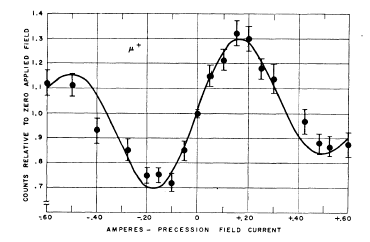 COUNTS RELATIVE TO ZERO APPLIED FIELD
1.4
1.3
1.2
1.1
1.0
.9
.8
.7
μ+
-.60 -.40 -.20 0 +.20 +.40 +.60
AMPERES - PRECESSION FIELD CURRENT